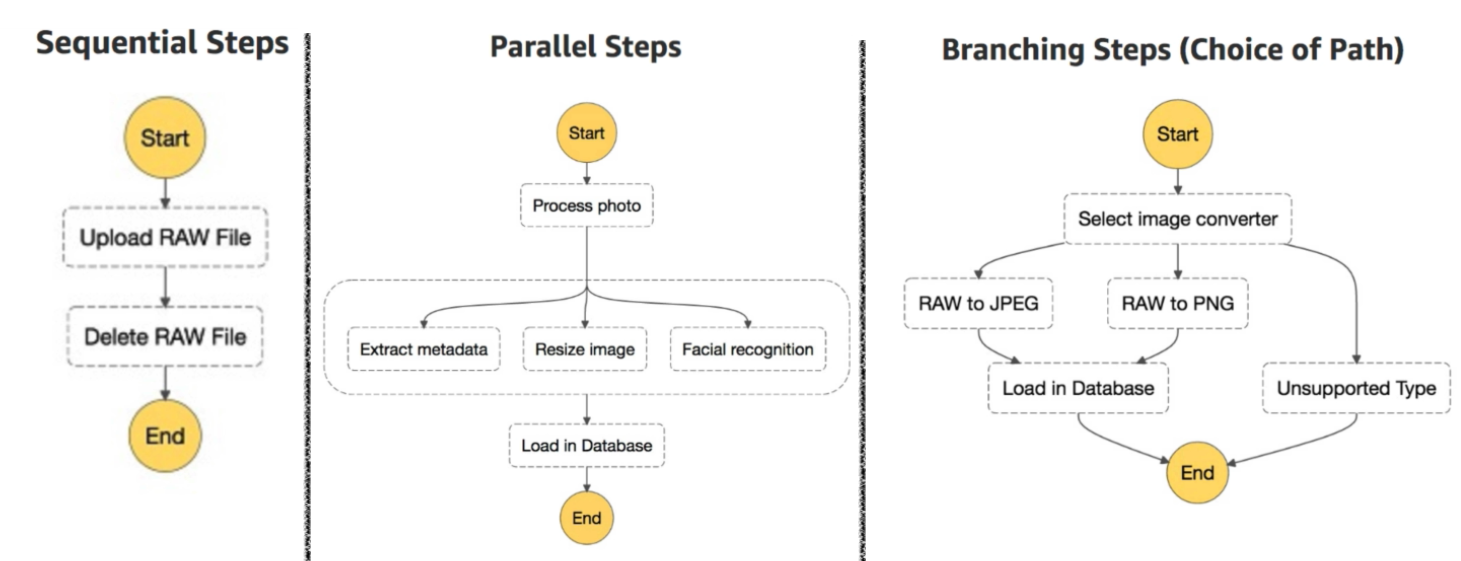 Sequential Steps
Start
Upload RAW File
Delete RAW File
End
Parallel Steps
Start
Process photo
Extract metadata
Resize image
Facial recognition
Load in Database
End
Branching Steps (Choice of Path)
Start
Select image converter
RAW to JPEG
RAW to PNG
Load in Database
Unsupported Type
End